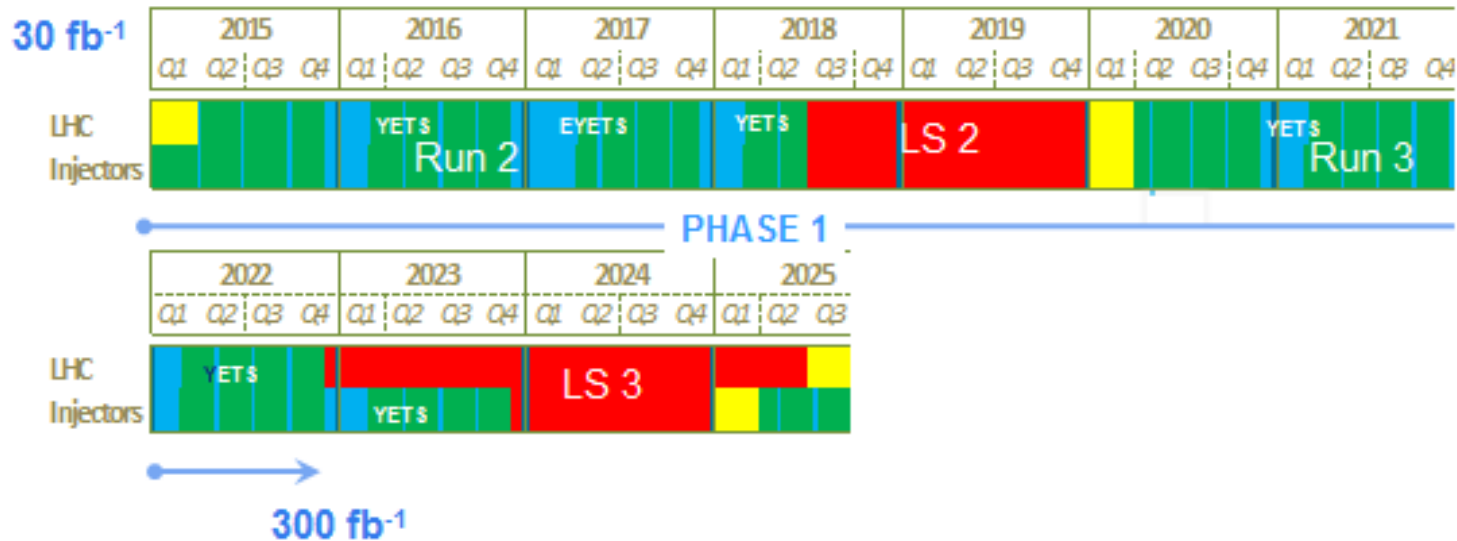 30 fb-1
2015 2016 2017 2018 2019 2020 2021
Q1 Q2 Q3 Q4 Q1 Q2 Q3 Q4 Q1 Q2 Q3 Q4 Q1 Q2 Q3 Q4 Q1 Q2 Q3 Q4 Q1 Q2 Q3 Q4 Q1 Q2 Q3 Q4
LHC YETS EYETS YETS LS 2 YETS
Injectors Run 2 Run 3
PHASE 1
2022 2023 2024 2025
Q1 Q2 Q3 Q4 Q1 Q2 Q3 Q4 Q1 Q2 Q3 Q4 Q1 Q2 Q3
LHC YETS LS 3
Injectors YETS
300 fb-1